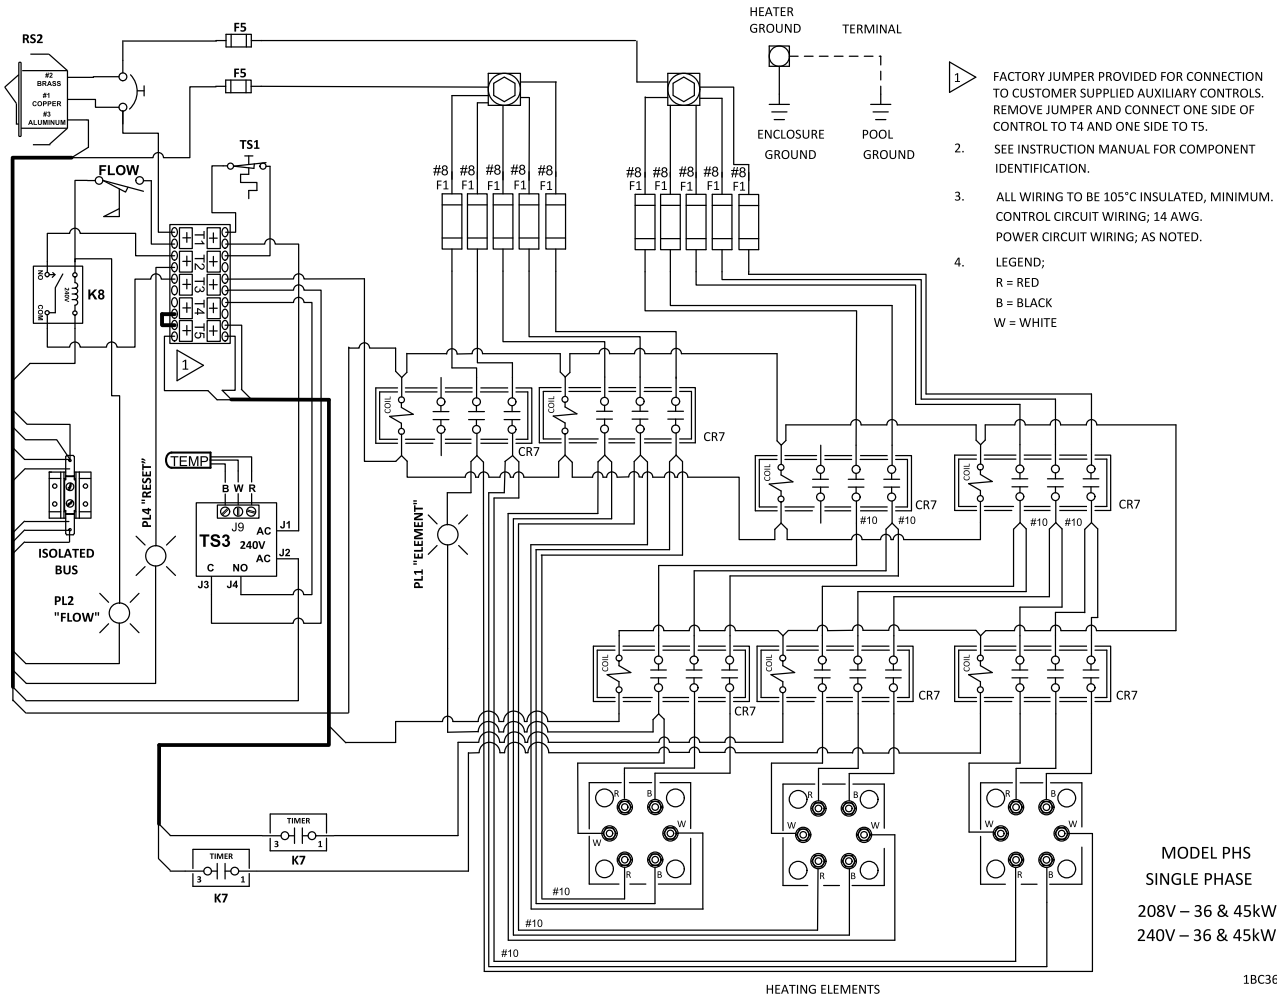 HEATER
GROUND
TERMINAL
ENCLOSURE
GROUND
POOL
GROUND
1
FACTORY JUMPER PROVIDED FOR CONNECTION
TO CUSTOMER SUPPLIED AUXILIARY CONTROLS.
REMOVE JUMPER AND CONNECT ONE SIDE OF
CONTROL TO T4 AND ONE SIDE TO T5.
2. SEE INSTRUCTION MANUAL FOR COMPONENT
IDENTIFICATION.
3. ALL WIRING TO BE 105°C INSULATED, MINIMUM.
CONTROL CIRCUIT WIRING; 14 AWG.
POWER CIRCUIT WIRING; AS NOTED.
4. LEGEND;
R = RED
B = BLACK
W = WHITE
RS2
#2
BRASS
#1
COPPER
#3
ALUMINUM
F5
F5
TS1
FLOW
#8 #8 #8 #8 #8
F1 F1 F1 F1 F1
#8 #8 #8 #8 #8
F1 F1 F1 F1 F1
T1
T2
T3
T4
T5
1
NO
COM
240V
K8
COIL
COIL
CR7
CR7
COIL
COIL
CR7
CR7
#10 #10
#10 #10
TEMP
B W R
J9
TS3
240V
AC
AC
J1
J2
C NO
J3 J4
PL4 "RESET"
PL1 "ELEMENT"
ISOLATED
BUS
PL2
"FLOW"
COIL
COIL
COIL
CR7
CR7
CR7
TIMER
3 1
K7
TIMER
3 1
K7
R B
W W
R B
R B
W W
R B
R B
W W
R B
#10
#10
#10
HEATING ELEMENTS
MODEL PHS
SINGLE PHASE
208V – 36 & 45kW
240V – 36 & 45kW
1BC36